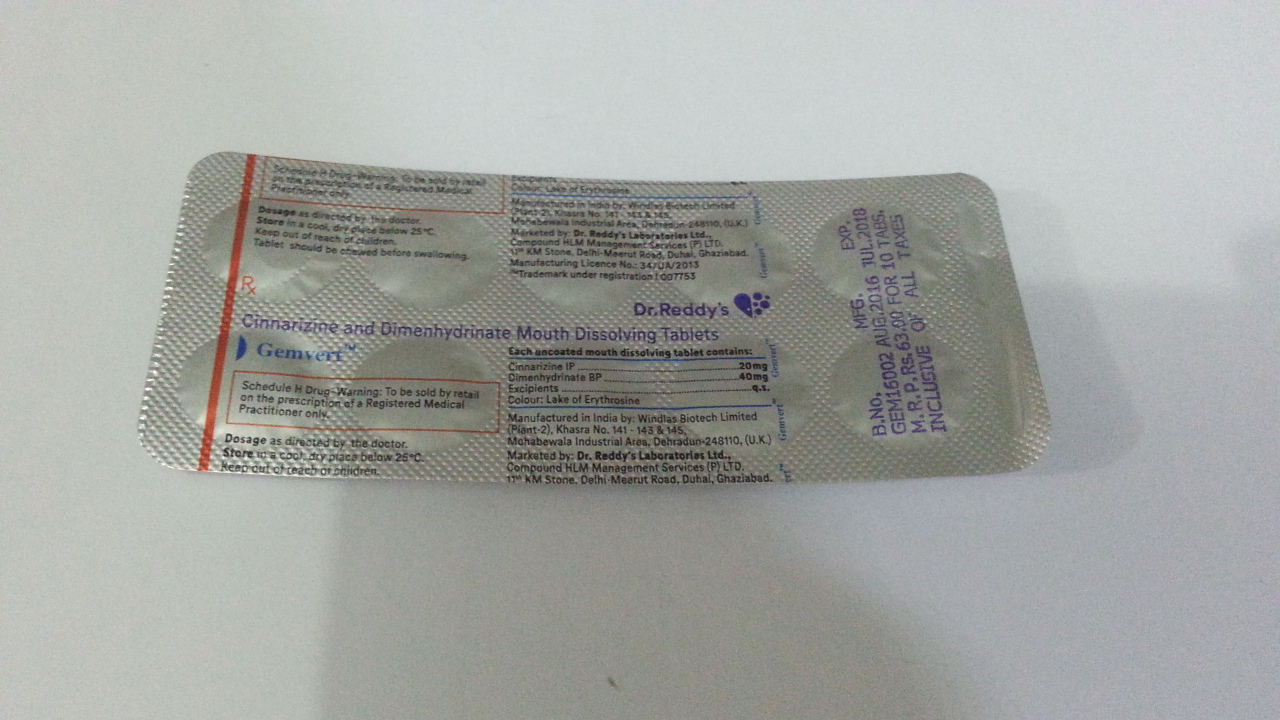 Schedule H Drug-Warning: To be sold by retail
on the prescription of a Registered Medical
Practitioner only.
Dosage as directed by the doctor.
Store in a cool, dry place below 25°C.
Keep out of reach of children.
Tablet should be chewed before swallowing.
Rx
Excipients q.s.
Colour: Lake of Erythrosine
Manufactured in India by: Windlas Biotech Limited
(Plant-2), Khasra No. 141 - 143 & 145,
Mohabewala Industrial Area, Dehradun-248110, (U.K.)
Marketed by: Dr. Reddy's Laboratories Ltd.,
Compound HLM Management Services (P) LTD.
11th KM Stone, Delhi-Meerut Road, Duhai, Ghaziabad.
Manufacturing Licence No.: 34/UA/2013
™Trademark under registration
Gemvert™
Gemvert™
Dr.Reddy's
Cinnarizine and Dimenhydrinate Mouth Dissolving Tablets
Gemvert™
Schedule H Drug-Warning: To be sold by retail
on the prescription of a Registered Medical
Practitioner only.
Dosage as directed by the doctor.
Store in a cool, dry place below 25°C.
Keep out of reach of children.
Each uncoated mouth dissolving tablet contains:
Cinnarizine IP 20mg
Dimenhydrinate BP 40mg
Excipients q.s.
Colour: Lake of Erythrosine
Manufactured in India by: Windlas Biotech Limited
(Plant-2), Khasra No. 141 - 143 & 145,
Mohabewala Industrial Area, Dehradun-248110, (U.K.)
Marketed by: Dr. Reddy's Laboratories Ltd.,
Compound HLM Management Services (P) LTD.
11th KM Stone, Delhi-Meerut Road, Duhai, Ghaziabad.
Gemvert™
Gemvert™
B.No. MFG. EXP.
GEM16002 AUG.2016 JUL.2018
M.R.P.Rs.63.00 FOR 10 TABS.
INCLUSIVE OF ALL TAXES